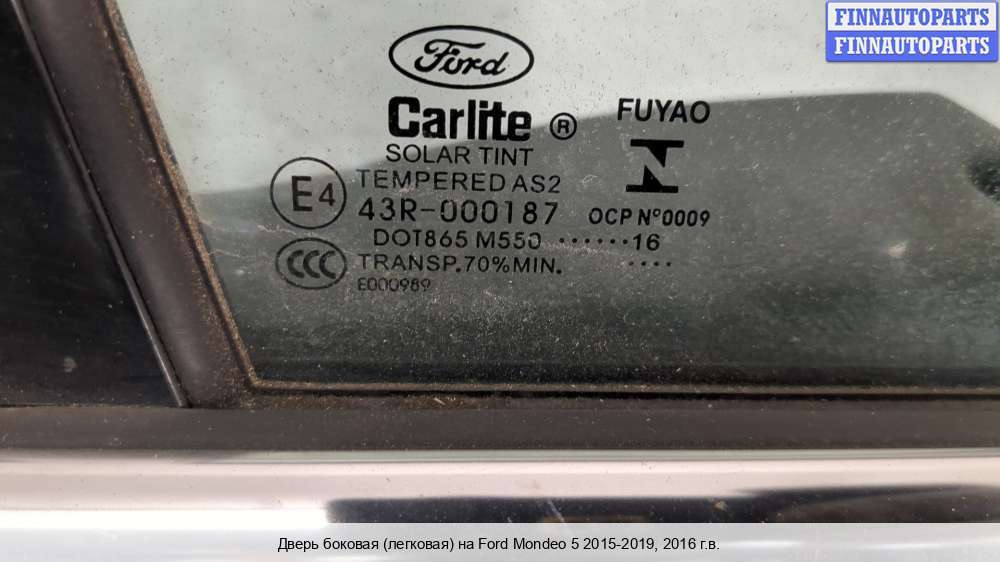 FINNAUTOPARTS
FINNAUTOPARTS
Ford
Carlite ® FUYAO
SOLAR TINT
E4 TEMPERED AS2
43R-000187 OCP Nº0009
DOT865 M550 ······16
CCC TRANSP.70%MIN. ····
E000989
Дверь боковая (легковая) на Ford Mondeo 5 2015-2019, 2016 г.в.